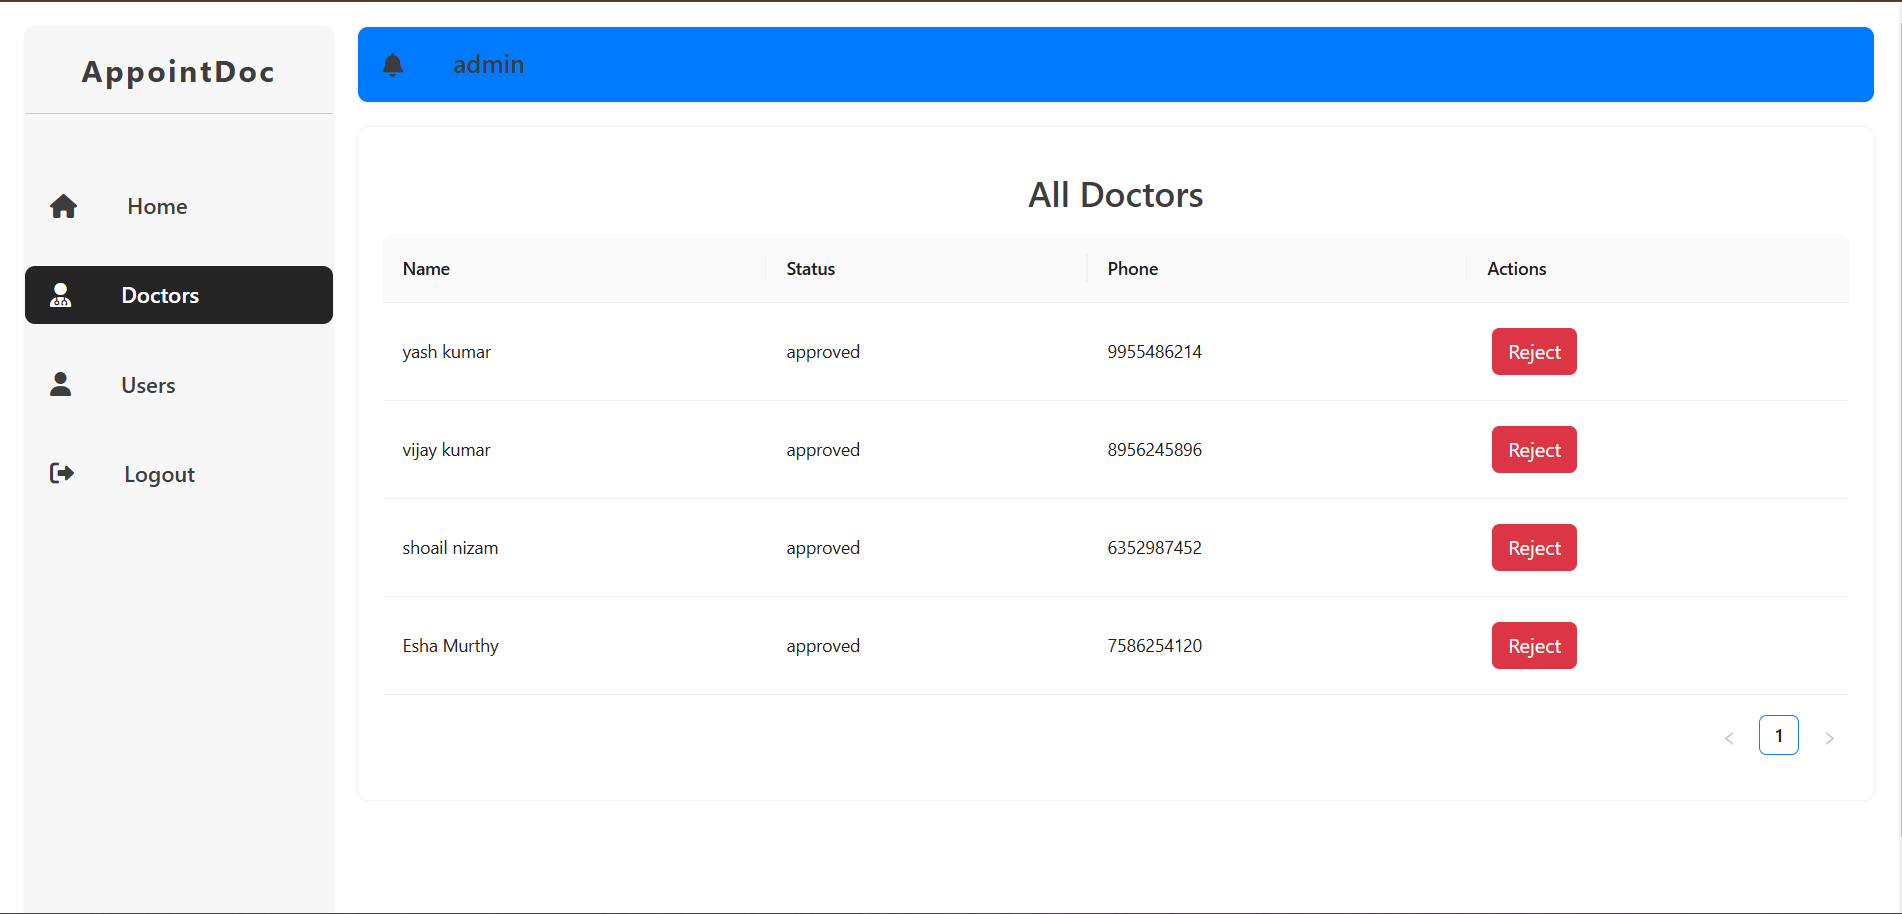 AppointDoc
admin
Home
Doctors
Users
Logout
All Doctors
Name Status Phone Actions
yash kumar approved 9955486214 Reject
vijay kumar approved 8956245896 Reject
shoail nizam approved 6352987452 Reject
Esha Murthy approved 7586254120 Reject
< 1 >